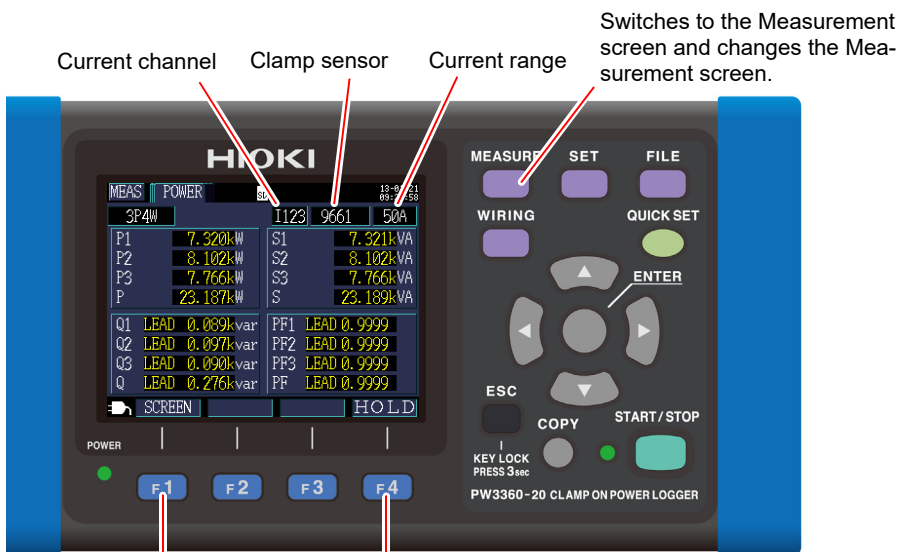 Switches to the Measurement
screen and changes the Mea-
surement screen.
Current channel Clamp sensor Current range
HIOKI
MEASURE SET FILE
MEAS POWER
3P4W I123 9661 50A
WIRING QUICK SET
P1 7.320kW S1 7.321kVA
P2 8.102kW S2 8.102kVA
P3 7.766kW S3 7.766kVA
P 23.187kW S 23.189kVA
ENTER
Q1 LEAD 0.089kvar PF1 LEAD 0.9999
Q2 LEAD 0.097kvar PF2 LEAD 0.9999
Q3 LEAD 0.090kvar PF3 LEAD 0.9999
Q LEAD 0.276kvar PF LEAD 0.9999
SCREEN HOLD
ESC
COPY START/STOP
POWER
KEY LOCK
PRESS 3sec
F1 F2 F3 F4
PW3360-20 CLAMP ON POWER LOGGER